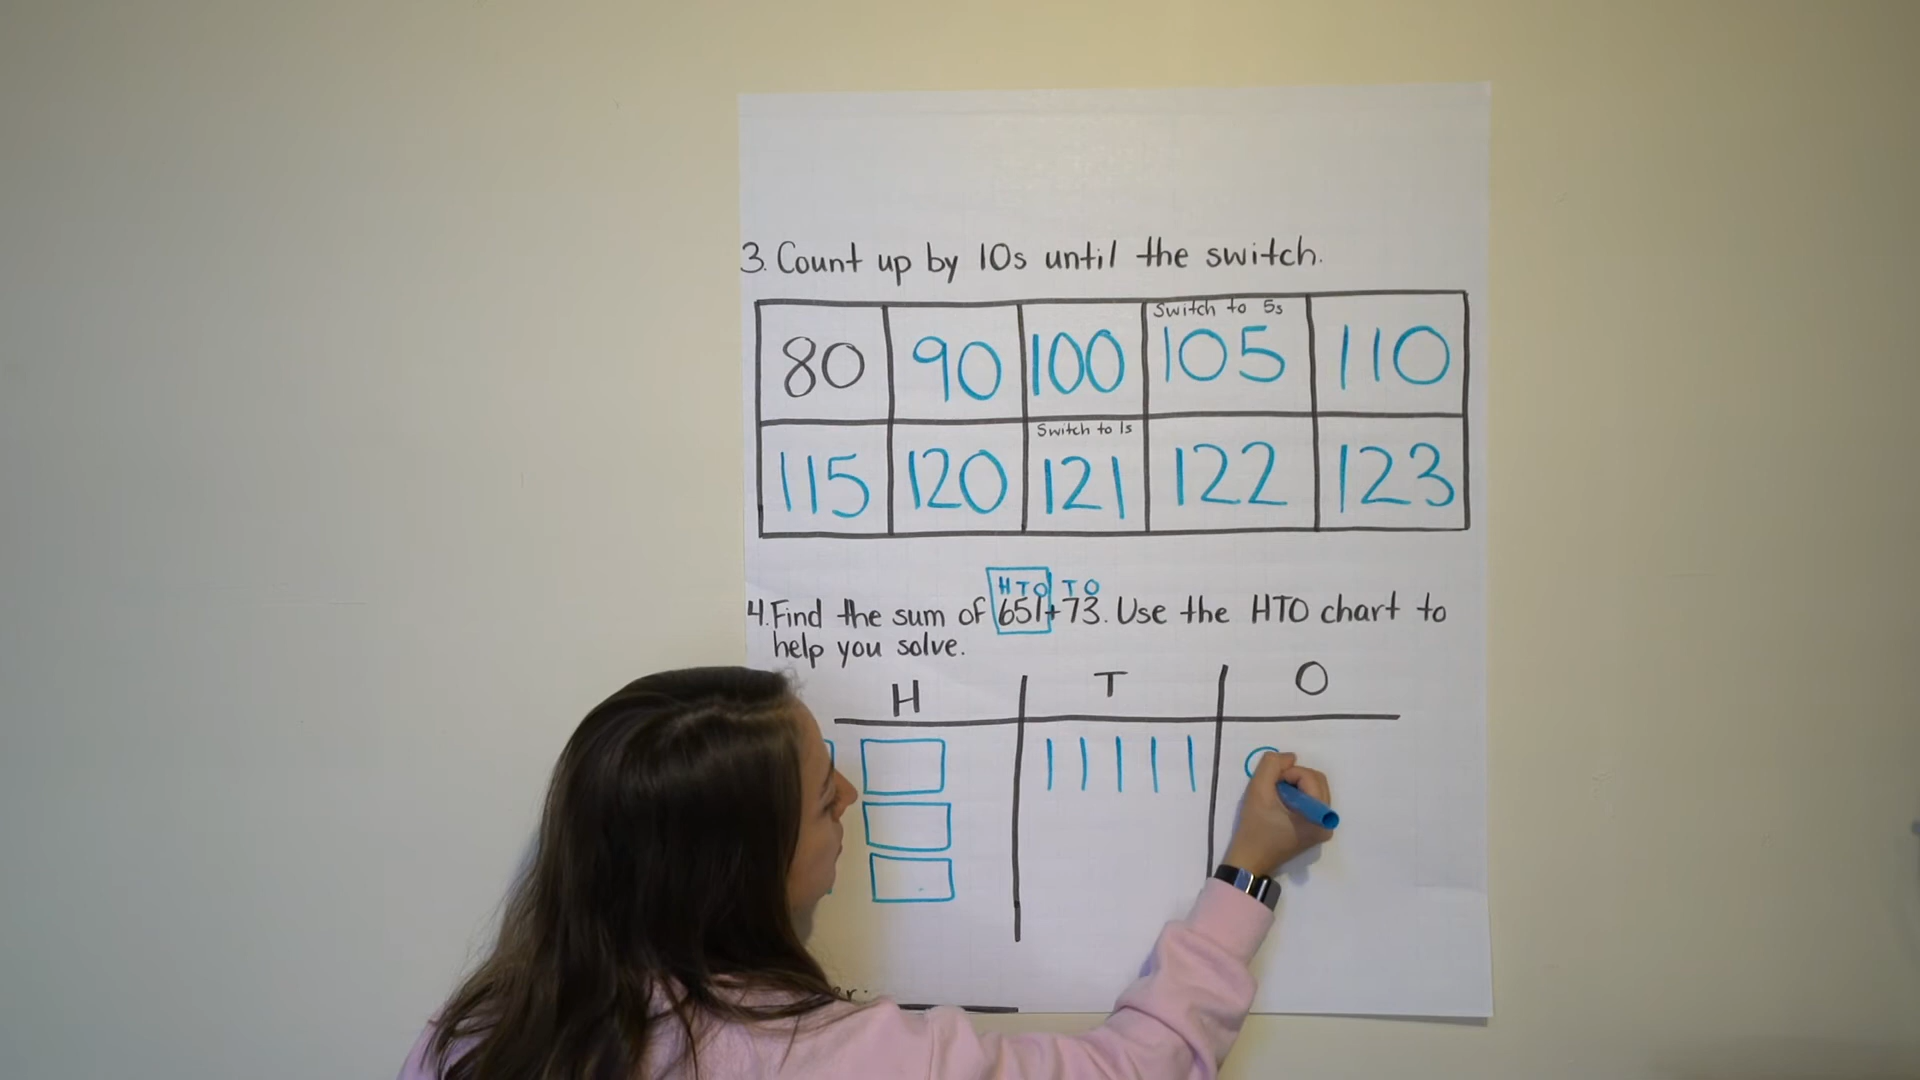 3. Count up by 10s until the switch.
Switch to 5s
80 90 100 105 110
Switch to 1s
115 120 121 122 123
H T O T O
4. Find the sum of 651+73. Use the HTO chart to
help you solve.
H T O